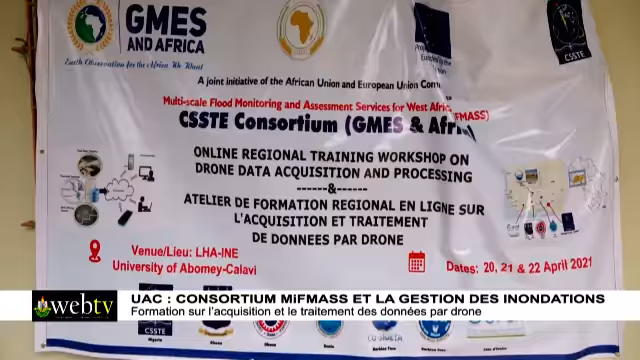 GMES
AND AFRICA
Earth Observation for the Africa We Want
CSSTE
A joint initiative of the African Union and European Union
Multi-scale Flood Monitoring and Assessment Services for West Afric FMASS)
CSSTE Consortium (GMES & Afri
ONLINE REGIONAL TRAINING WORKSHOP ON
DRONE DATA ACQUISITION AND PROCESSING
------&------
ATELIER DE FORMATION REGIONAL EN LIGNE SUR
L'ACQUISITION ET TRAITEMENT
DE DONNEES PAR DRONE
Venue/Lieu: LHA-INE
University of Abomey-Calavi
Dates: 20, 21 & 22 April 2021
webtv
UAC : CONSORTIUM MiFMASS ET LA GESTION DES INONDATIONS
Formation sur l'acquisition et le traitement des données par drone
CSSTE